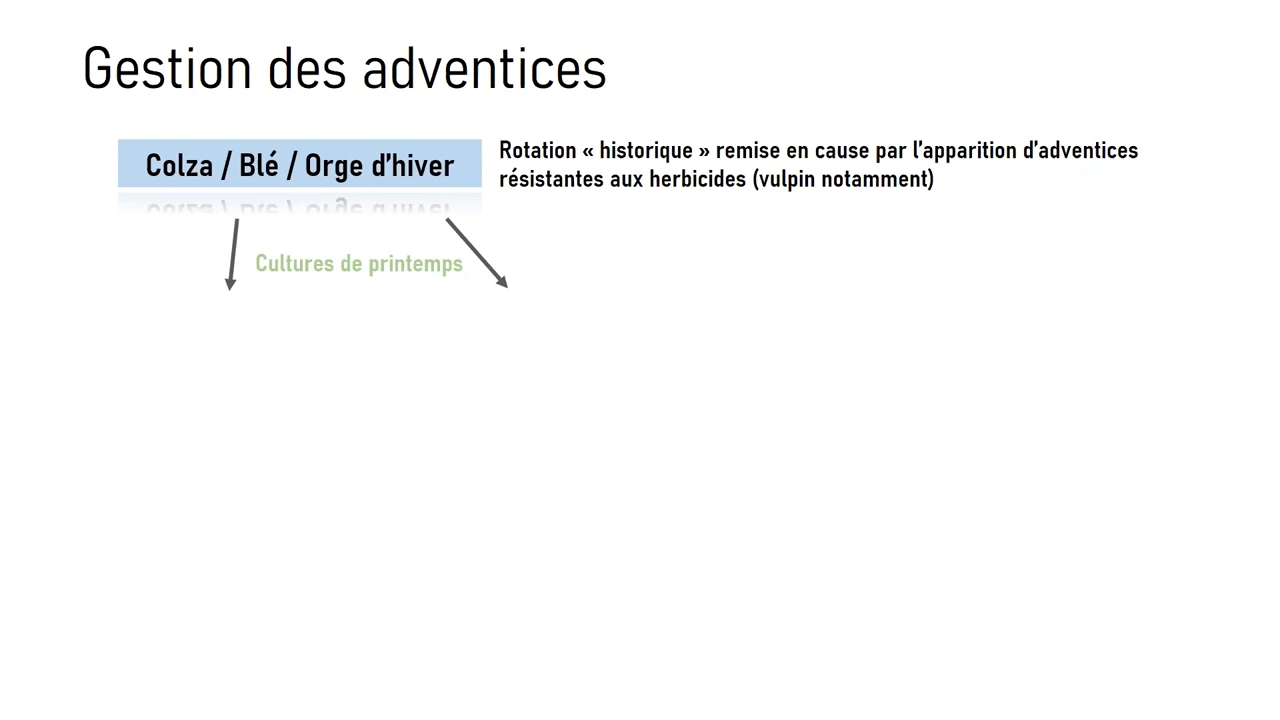 Gestion des adventices
Colza / Blé / Orge d’hiver
Rotation « historique » remise en cause par l’apparition d’adventices
résistantes aux herbicides (vulpin notamment)
Cultures de printemps